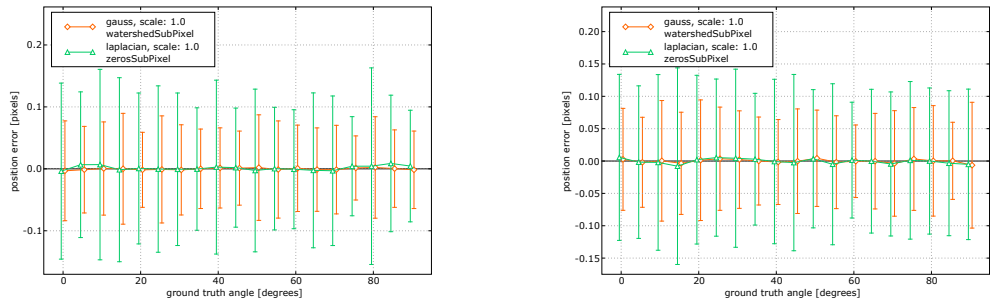 gauss, scale: 1.0
watershedSubPixel
laplacian, scale: 1.0
zerosSubPixel
position error [pixels]
0.2
0.1
0.0
-0.1
0
20
40
60
80
ground truth angle [degrees]
gauss, scale: 1.0
watershedSubPixel
laplacian, scale: 1.0
zerosSubPixel
position error [pixels]
0.20
0.15
0.10
0.05
0.00
-0.05
-0.10
-0.15
0
20
40
60
80
ground truth angle [degrees]